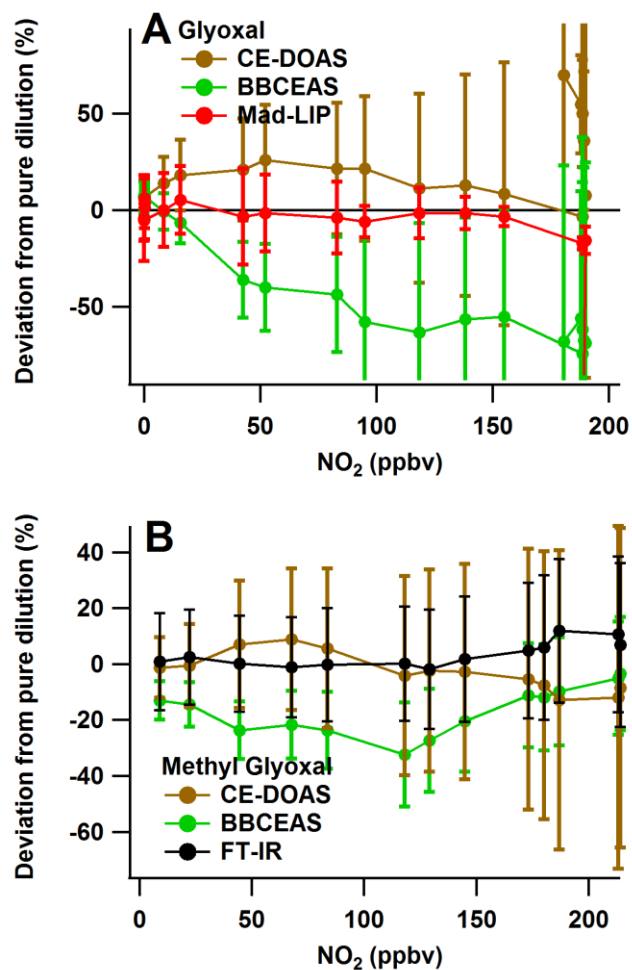 A
Glyoxal
CE-DOAS
BBCEAS
Mad-LIP
Deviation from pure dilution (%)
50
0
-50
0
50
100
150
200
NO₂ (ppbv)
B
Deviation from pure dilution (%)
40
20
0
-20
-40
-60
Methyl Glyoxal
CE-DOAS
BBCEAS
FT-IR
0
50
100
150
200
NO₂ (ppbv)